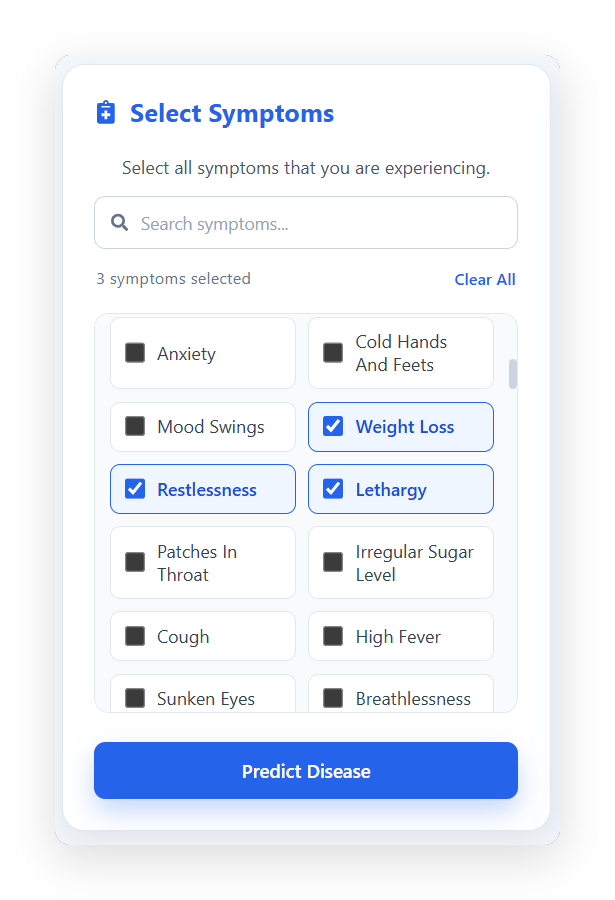 Select Symptoms
Select all symptoms that you are experiencing.
Search symptoms...
3 symptoms selected
Clear All
Anxiety
Cold Hands
And Feets
Mood Swings
Weight Loss
Restlessness
Lethargy
Patches In
Throat
Irregular Sugar
Level
Cough
High Fever
Sunken Eyes
Breathlessness
Predict Disease